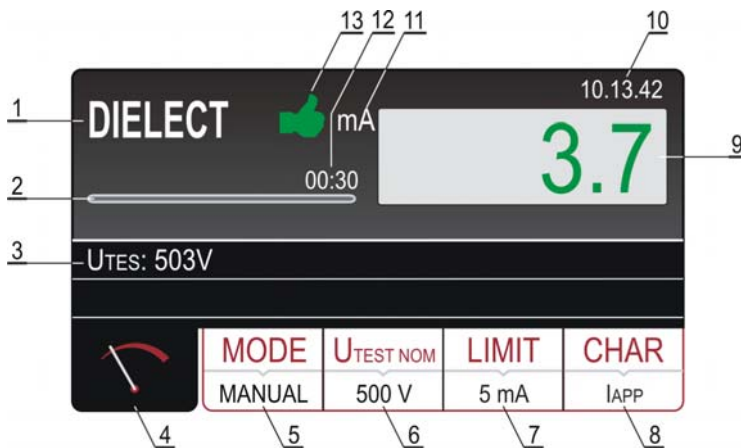 13 12 11 10
10.13.42
1 DIELECT mA
3.7 9
00:30
2
3 UTES: 503V
MODE UTEST NOM LIMIT CHAR
MANUAL 500 V 5 mA IAPP
4 5 6 7 8